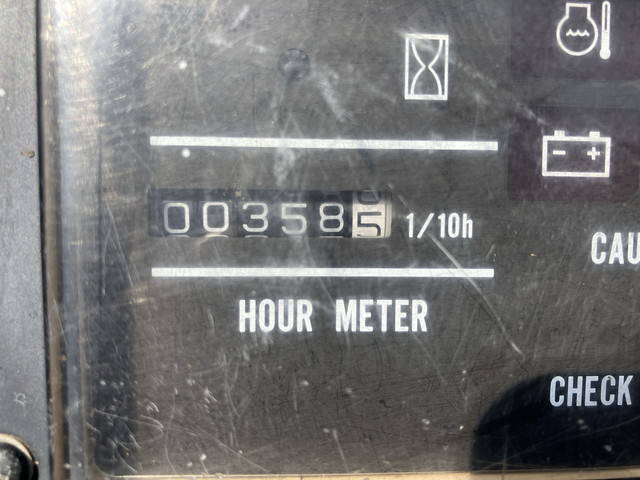 003585 1/10h
CAU
HOUR METER
CHECK